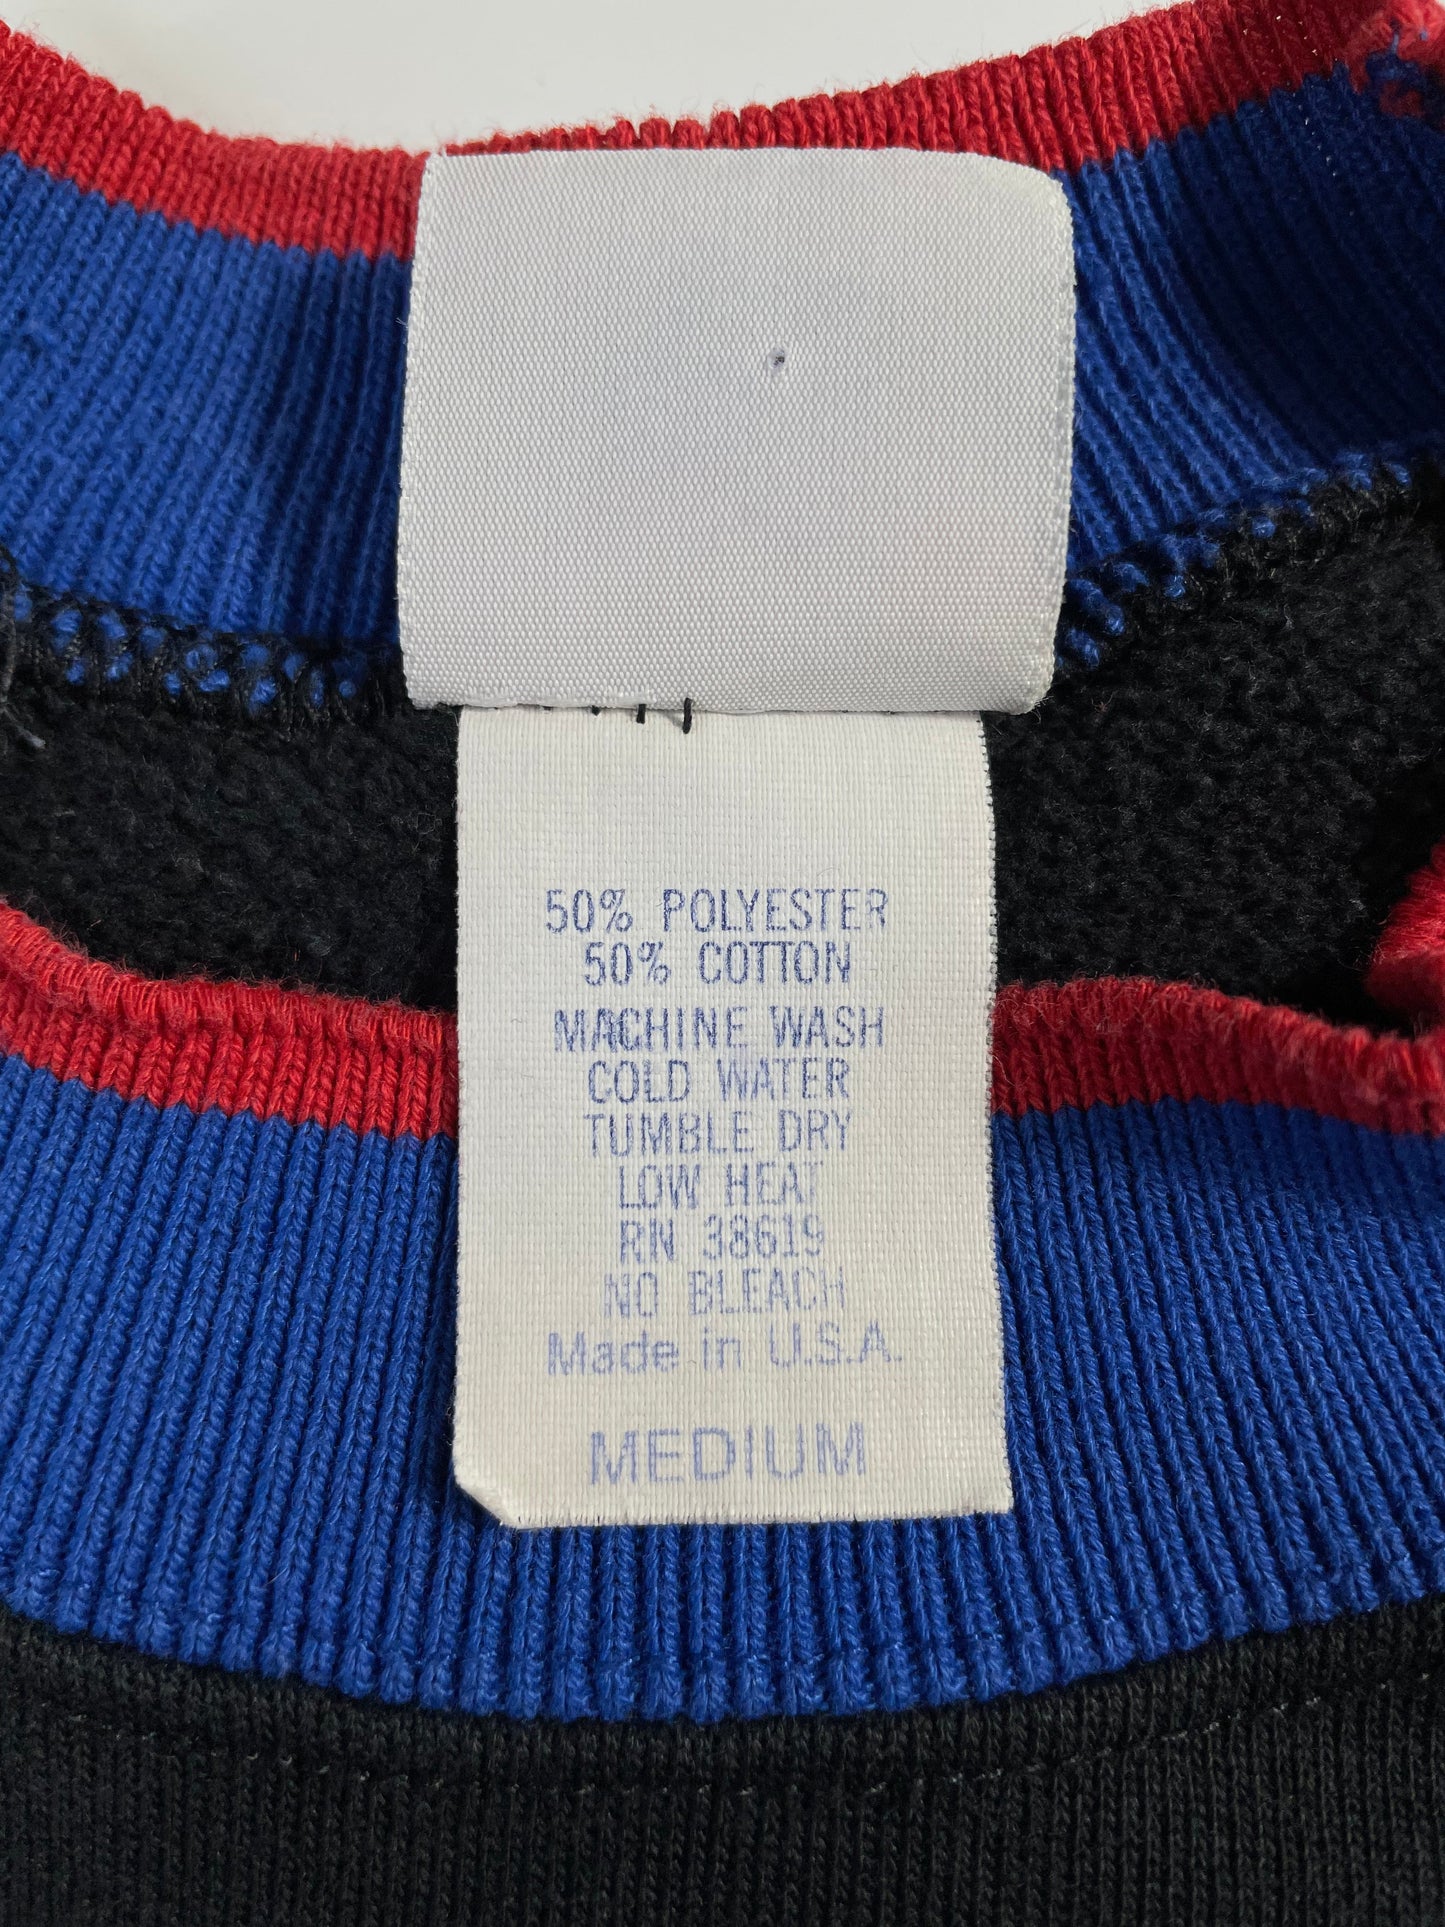 50% POLYESTER
50% COTTON
MACHINE WASH
COLD WATER
TUMBLE DRY
LOW HEAT
RN 38619
NO BLEACH
Made in U.S.A.
MEDIUM